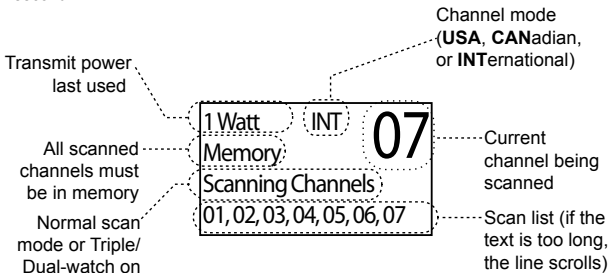 Channel mode
(USA, CANadian,
or INTernational)
Transmit power
last used
1 Watt INT 07
Memory
Scanning Channels
01, 02, 03, 04, 05, 06, 07
All scanned
channels must
be in memory
Normal scan
mode or Triple/
Dual-watch on
Current
channel being
scanned
Scan list (if the
text is too long,
the line scrolls)